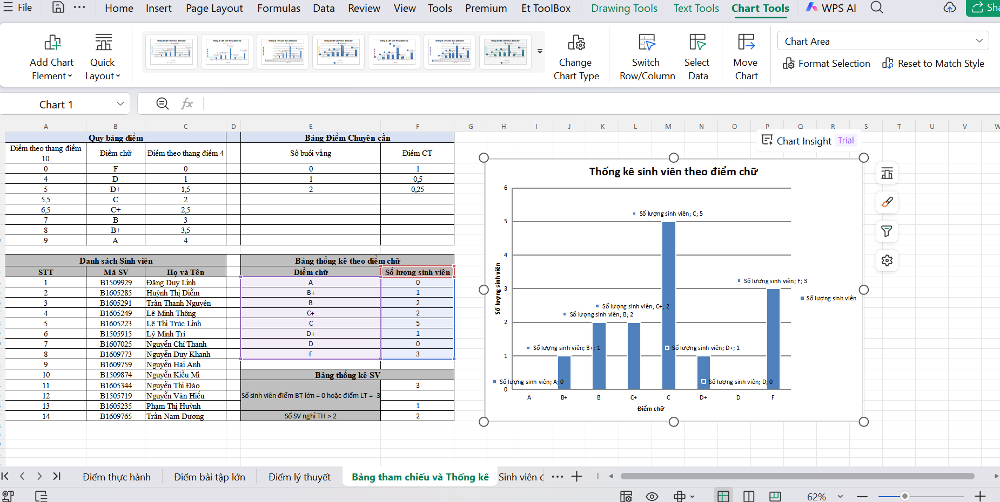 File ··· Home Insert Page Layout Formulas Data Review View Tools Premium Et ToolBox Drawing Tools Text Tools Chart Tools WPS AI
Add Chart Element
Quick Layout
Change Chart Type
Switch Row/Column
Select Data
Move Chart
Chart Area
Format Selection
Reset to Match Style
Chart 1
fx
A B C D E F G H I J K L M N O P Q R S T U V
Quy bảng điểm
Điểm theo thang điểm 10 Điểm chữ Điểm theo thang điểm 4
0 F 0
4 D 1
5 D+ 1,5
5,5 C 2
6,5 C+ 2,5
7 B 3
8 B+ 3,5
9 A 4
Bảng Điểm Chuyên cần
Số buổi vắng Điểm CT
0 1
1 0,5
2 0,25
Danh sách Sinh viên
STT Mã SV Họ và Tên
1 B1509929 Đặng Duy Linh
2 B1605285 Huỳnh Thị Diễm
3 B1605291 Trần Thanh Nguyên
4 B1605249 Lê Minh Thông
5 B1605223 Lê Thị Trúc Linh
6 B1505915 Lý Minh Trí
7 B1607025 Nguyễn Chí Thanh
8 B1609773 Nguyễn Duy Khanh
9 B1609759 Nguyễn Hải Anh
10 B1509874 Nguyễn Kiều Mi
11 B1605344 Nguyễn Thị Đào
12 B1505719 Nguyễn Văn Hiếu
13 B1605235 Phạm Thị Huỳnh
14 B1609765 Trần Nam Dương
Bảng thống kê theo điểm chữ
Điểm chữ Số lượng sinh viên
A 0
B+ 1
B 2
C+ 2
C 5
D+ 1
D 0
F 3
Bảng thống kê SV
3
Số sinh viên điểm BT lớn = 0 hoặc điểm LT = -3
1
Số SV nghỉ TH > 2 2
Chart Insight Trial
Thống kê sinh viên theo điểm chữ
6
5
4
3
2
1
0
Số lượng sinh viên
Số lượng sinh viên; C; 5
Số lượng sinh viên; F; 3
Số lượng sinh viên
Số lượng sinh viên; C+; 2
Số lượng sinh viên; B; 2
Số lượng sinh viên; B+; 1
Số lượng sinh viên; D+; 1
Số lượng sinh viên; A; 0
Số lượng sinh viên; D; 0
A B+ B C+ C D+ D F
Điểm chữ
Điểm thực hành Điểm bài tập lớn Điểm lý thuyết Bảng tham chiếu và Thống kê Sinh viên ···
62%